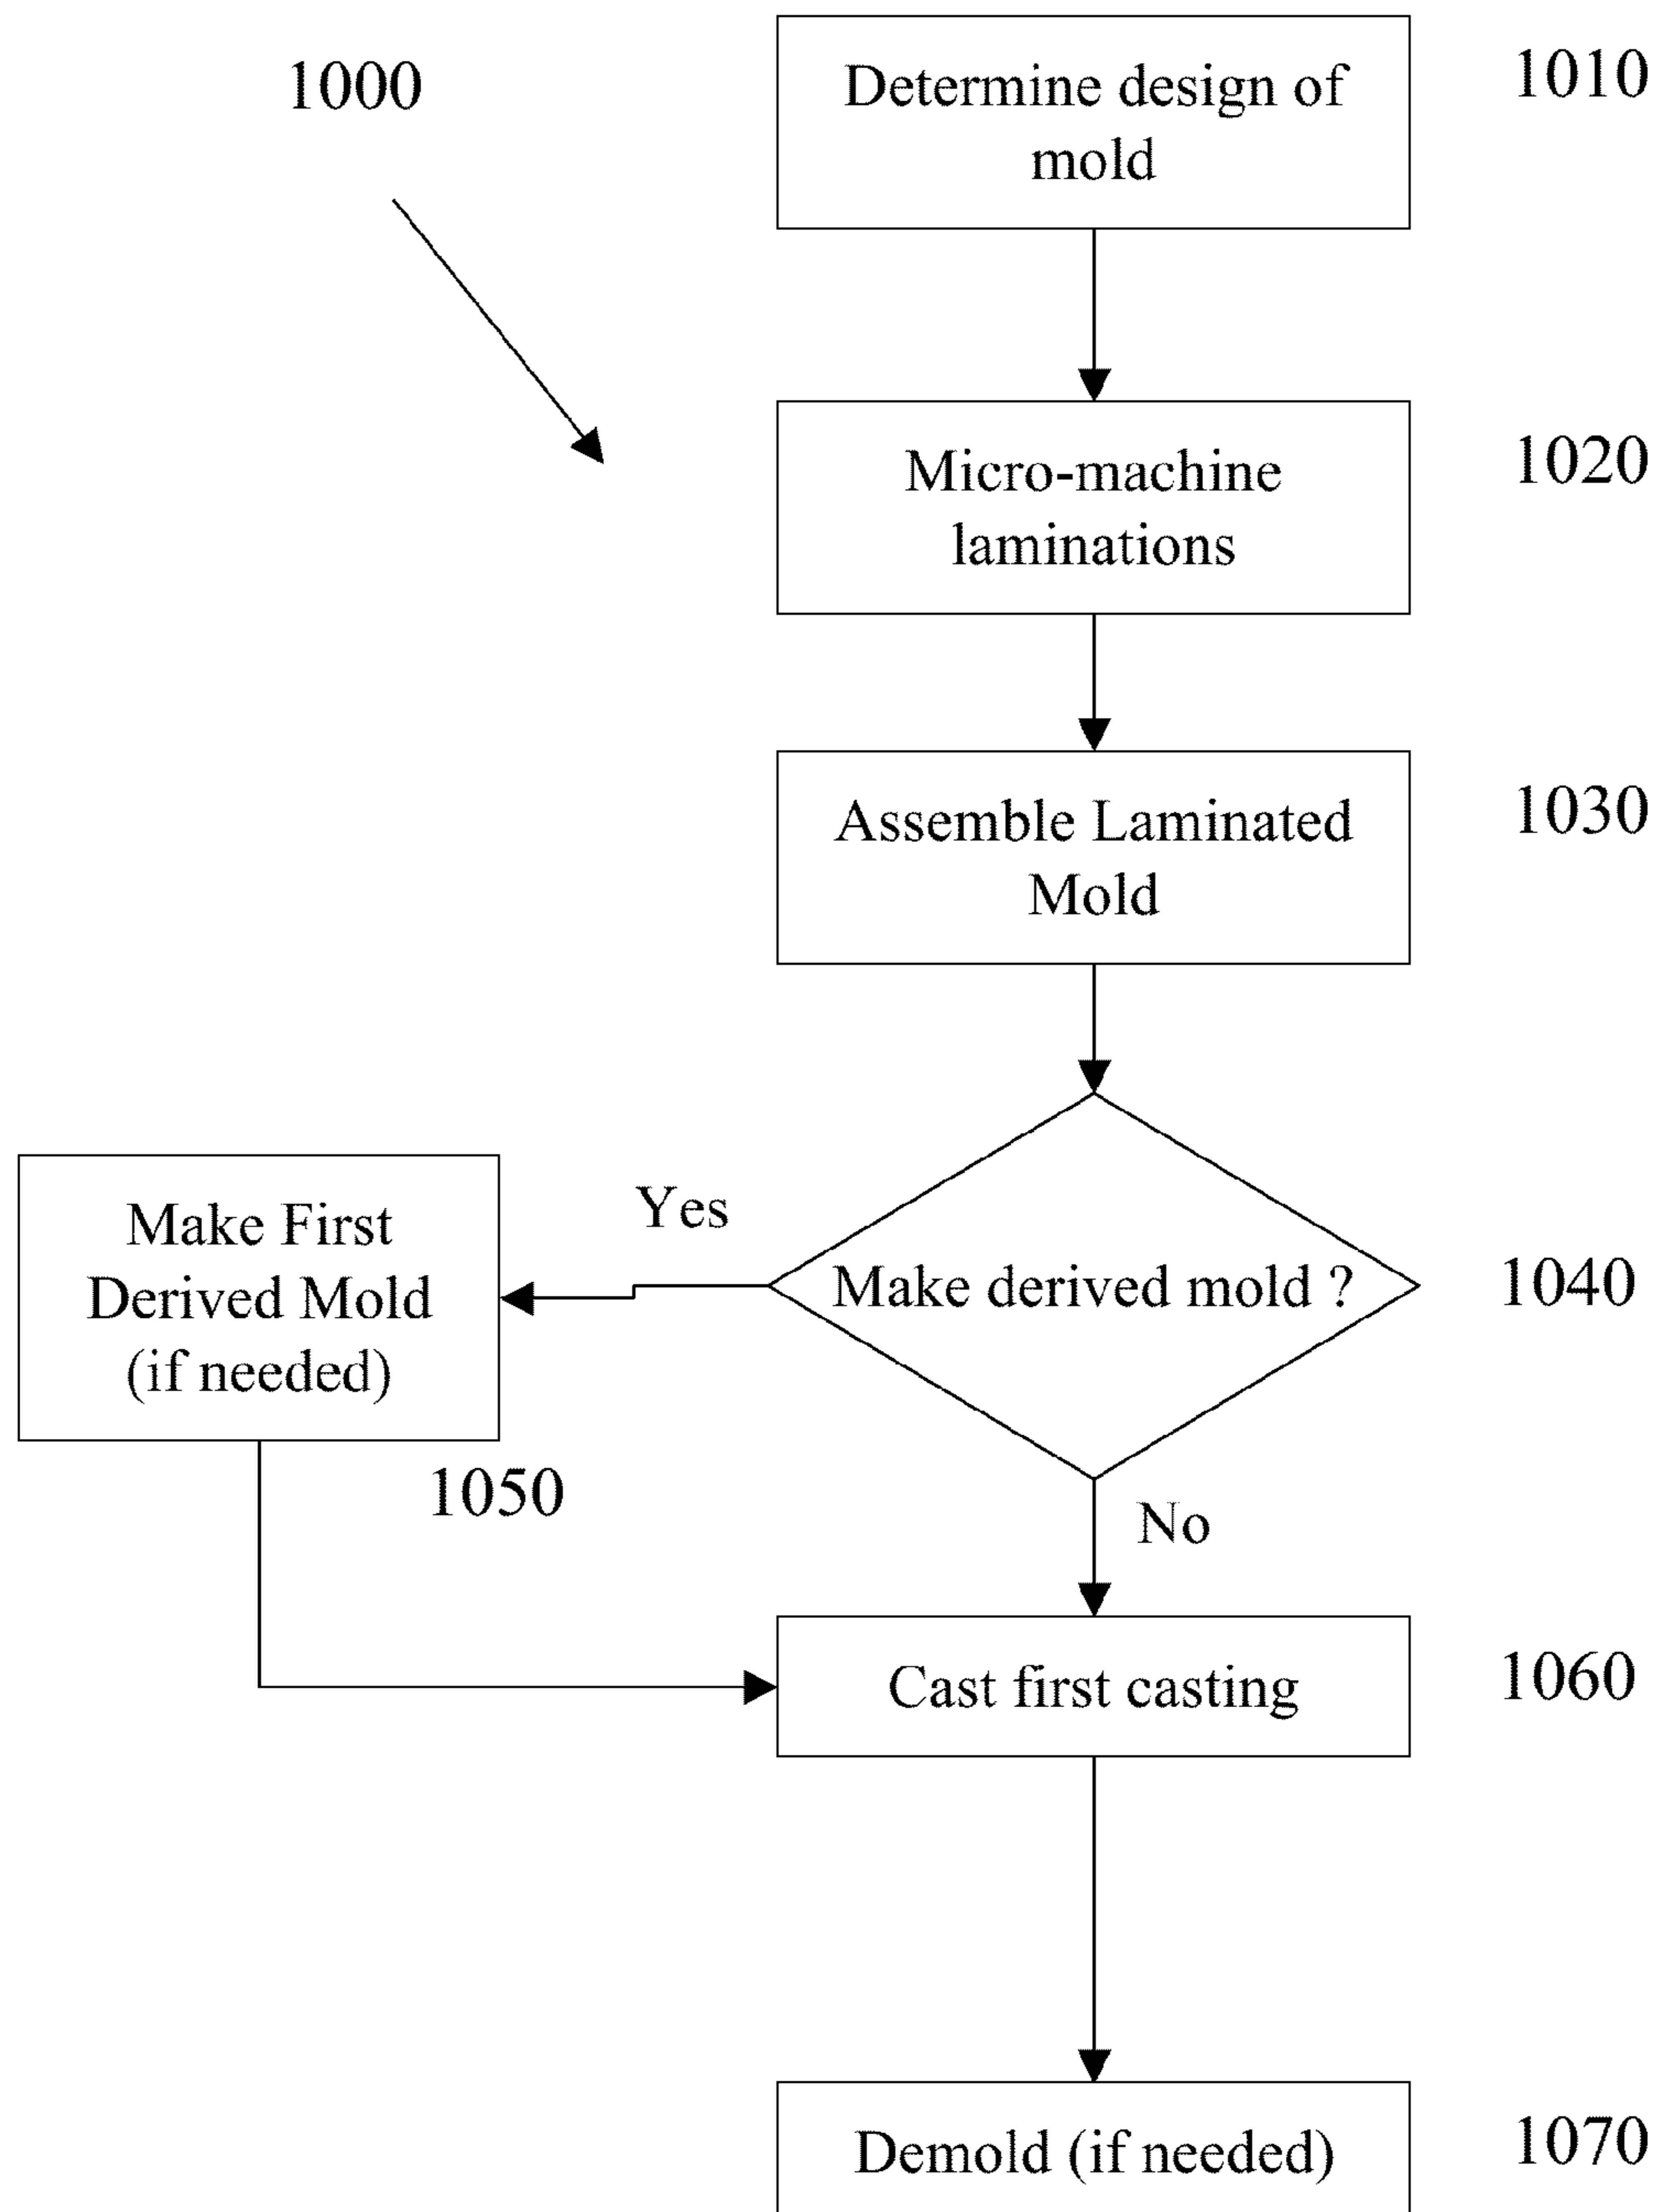 1000
Determine design of
mold
1010
Micro-machine
laminations
1020
Assemble Laminated
Mold
1030
Make derived mold ?
1040
Yes
Make First
Derived Mold
(if needed)
1050
No
Cast first casting
1060
Demold (if needed)
1070